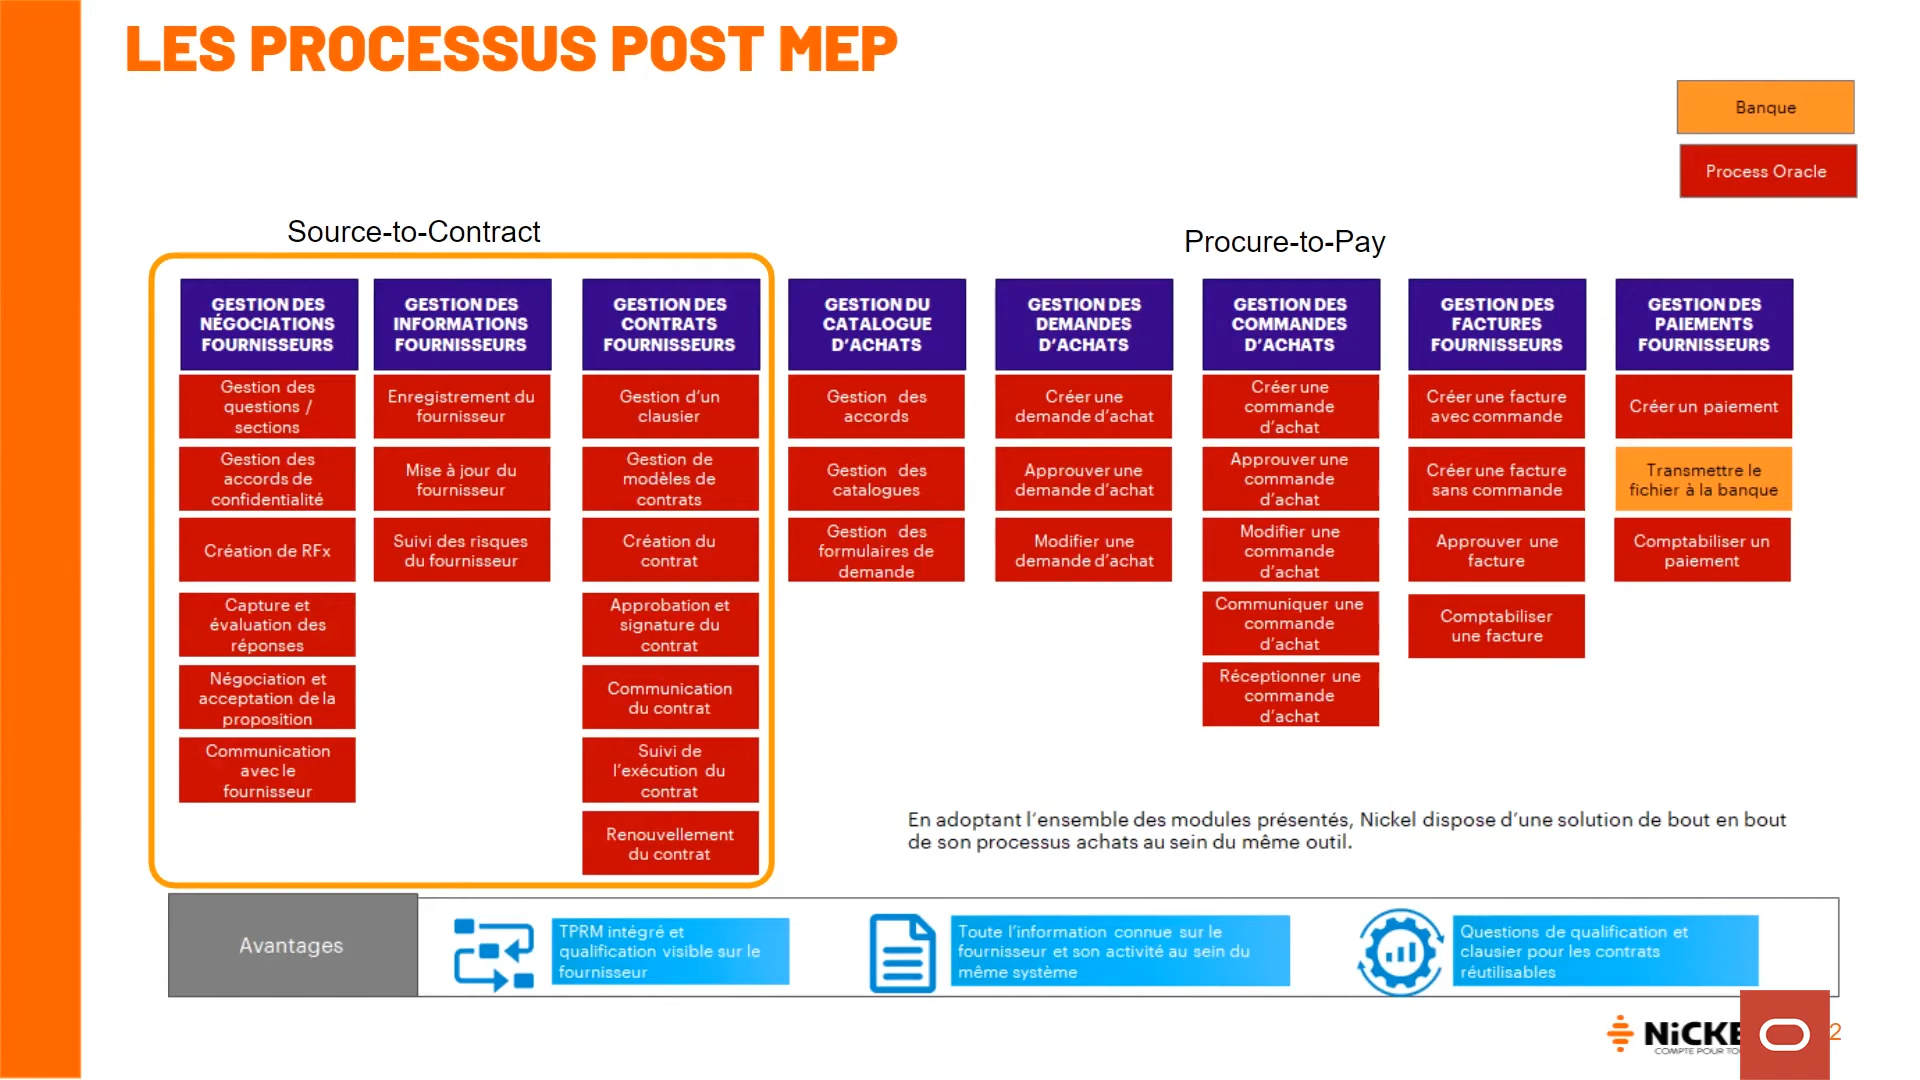 LES PROCESSUS POST MEP
Banque
Process Oracle
Source-to-Contract
Procure-to-Pay
GESTION DES
NÉGOCIATIONS
FOURNISSEURS
Gestion des
questions /
sections
Gestion des
accords de
confidentialité
Création de RFx
Capture et
évaluation des
réponses
Négociation et
acceptation de la
proposition
Communication
avec le
fournisseur
GESTION DES
INFORMATIONS
FOURNISSEURS
Enregistrement du
fournisseur
Mise à jour du
fournisseur
Suivi des risques
du fournisseur
GESTION DES
CONTRATS
FOURNISSEURS
Gestion d'un
clausier
Gestion de
modèles de
contrats
Création du
contrat
Approbation et
signature du
contrat
Communication
du contrat
Suivi de
l'exécution du
contrat
Renouvellement
du contrat
GESTION DU
CATALOGUE
D'ACHATS
Gestion des
accords
Gestion des
catalogues
Gestion des
formulaires de
demande
GESTION DES
DEMANDES
D'ACHATS
Créer une
demande d'achat
Approuver une
demande d'achat
Modifier une
demande d'achat
GESTION DES
COMMANDES
D'ACHATS
Créer une
commande
d'achat
Approuver une
commande
d'achat
Modifier une
commande
d'achat
Communiquer une
commande
d'achat
Réceptionner une
commande
d'achat
GESTION DES
FACTURES
FOURNISSEURS
Créer une facture
avec commande
Créer une facture
sans commande
Approuver une
facture
Comptabiliser
une facture
GESTION DES
PAIEMENTS
FOURNISSEURS
Créer un paiement
Transmettre le
fichier à la banque
Comptabiliser un
paiement
En adoptant l'ensemble des modules présentés, Nickel dispose d'une solution de bout en bout
de son processus achats au sein du même outil.
Avantages
TPRM intégré et
qualification visible sur le
fournisseur
Toute l'information connue sur le
fournisseur et son activité au sein du
même système
Questions de qualification et
clausier pour les contrats
réutilisables
NiCKE
COMPTE POUR TO
2